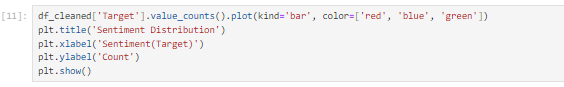 [11]: df_cleaned['Target'].value_counts().plot(kind='bar', color=['red', 'blue', 'green'])
plt.title('Sentiment Distribution')
plt.xlabel('Sentiment(Target)')
plt.ylabel('Count')
plt.show()